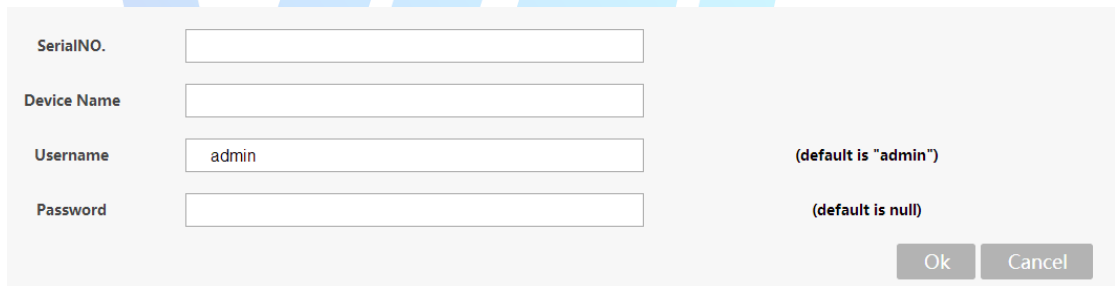 SerialNO.
Device Name
Username admin (default is "admin")
Password (default is null)
Ok Cancel